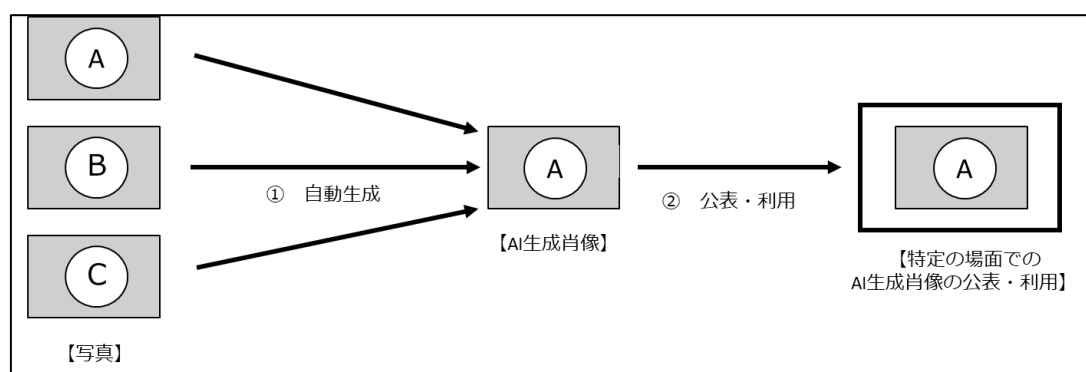 A
B
C
【写真】
① 自動生成
A
【AI生成肖像】
② 公表・利用
A
【特定の場面での
AI生成肖像の公表・利用】